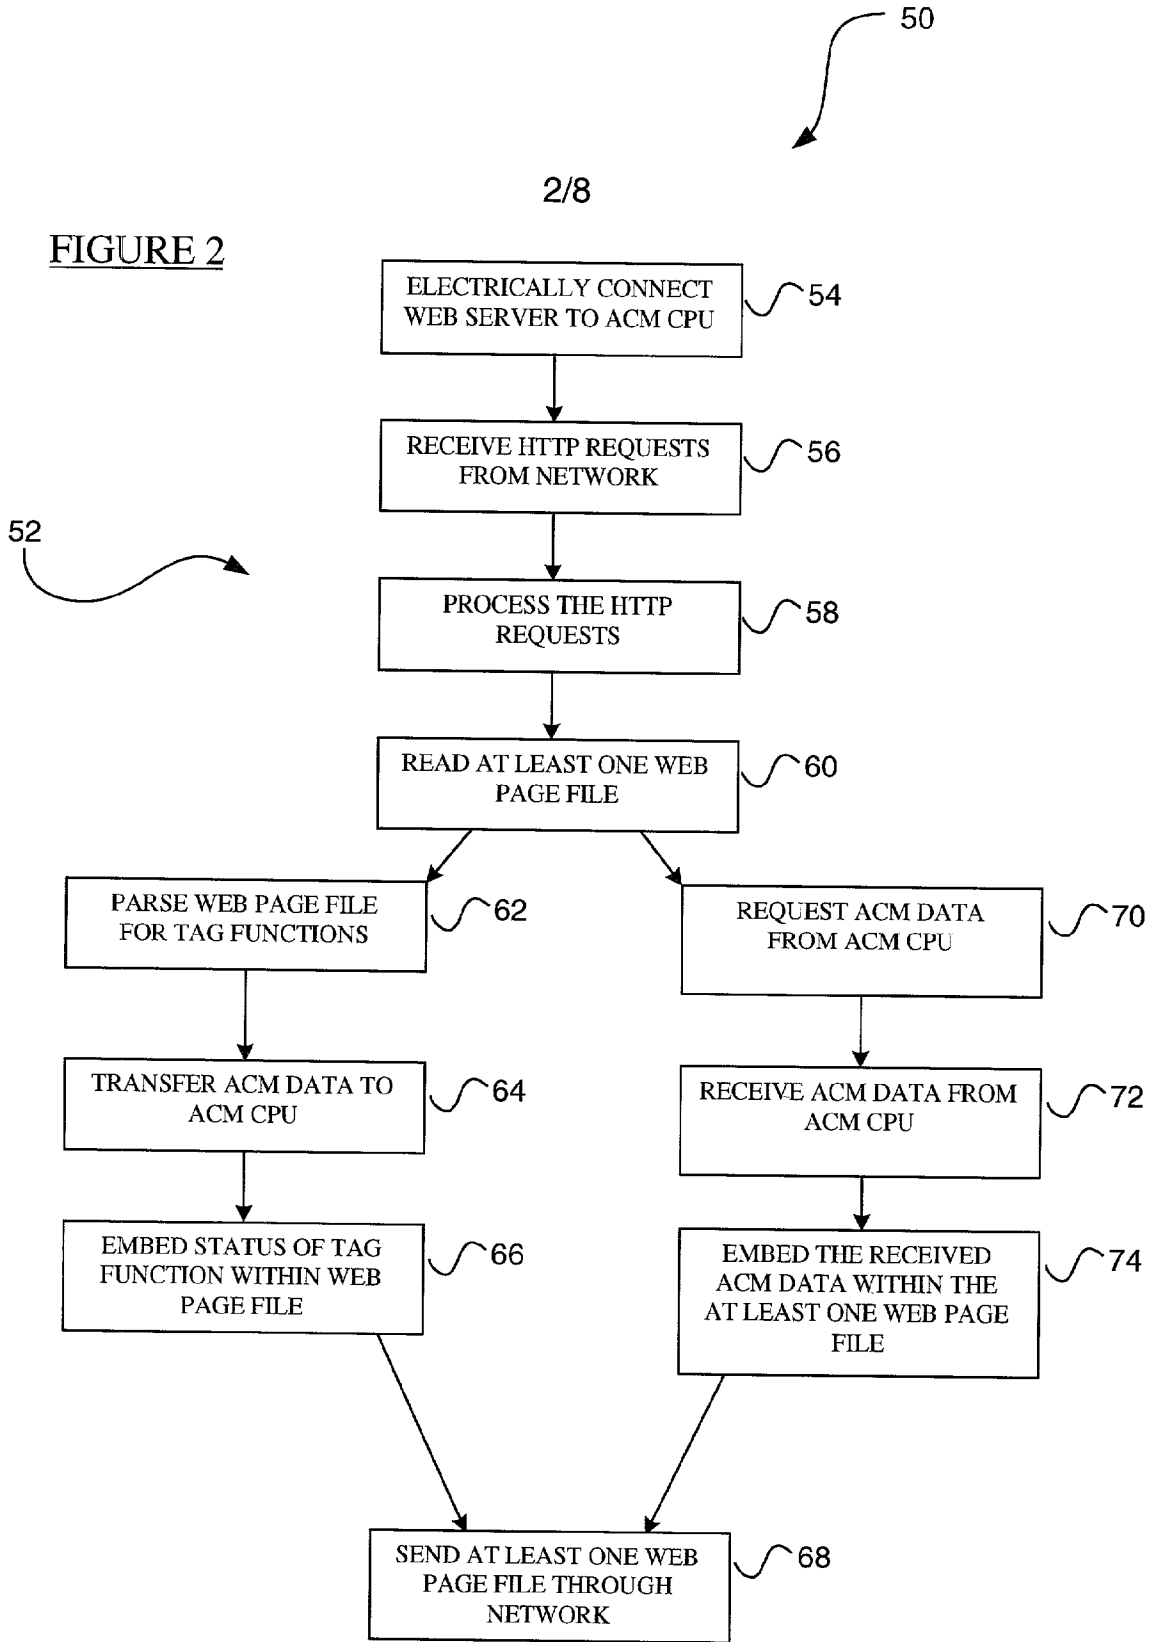 50
2/8
FIGURE 2
ELECTRICALLY CONNECT
WEB SERVER TO ACM CPU
54
RECEIVE HTTP REQUESTS
FROM NETWORK
56
52
PROCESS THE HTTP
REQUESTS
58
READ AT LEAST ONE WEB
PAGE FILE
60
PARSE WEB PAGE FILE
FOR TAG FUNCTIONS
62
REQUEST ACM DATA
FROM ACM CPU
70
TRANSFER ACM DATA TO
ACM CPU
64
RECEIVE ACM DATA FROM
ACM CPU
72
EMBED STATUS OF TAG
FUNCTION WITHIN WEB
PAGE FILE
66
EMBED THE RECEIVED
ACM DATA WITHIN THE
AT LEAST ONE WEB PAGE
FILE
74
SEND AT LEAST ONE WEB
PAGE FILE THROUGH
NETWORK
68